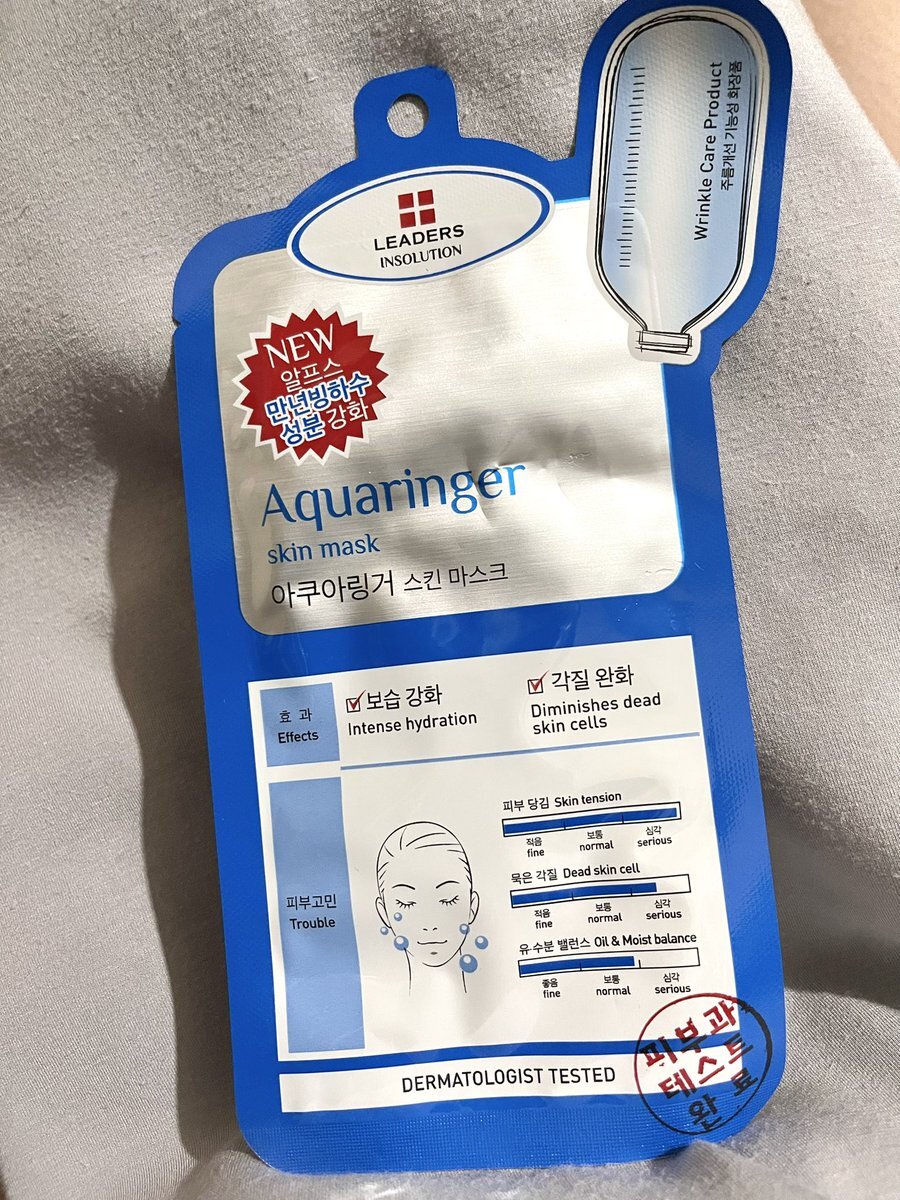 Wrinkle Care Product
주름개선 기능성 화장품
LEADERS
INSOLUTION
NEW
알프스
만년빙하수
성분 강화
Aquaringer
skin mask
아쿠아링거 스킨 마스크
효 과
Effects
보습 강화
Intense hydration
각질 완화
Diminishes dead
skin cells
피부고민
Trouble
피부 당김 Skin tension
적음 보통 심각
fine normal serious
묵은 각질 Dead skin cell
적음 보통 심각
fine normal serious
유·수분 밸런스 Oil & Moist balance
좋음 보통 심각
fine normal serious
DERMATOLOGIST TESTED
피부과
테스트
완료